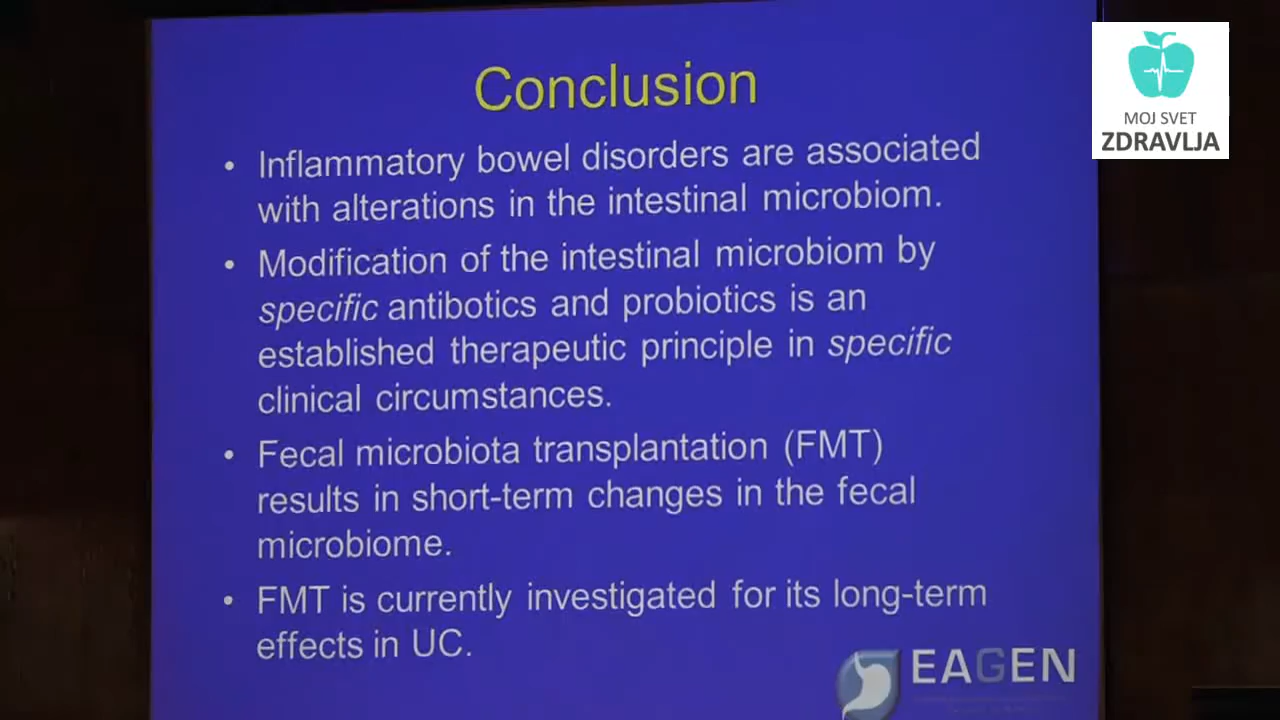 MOJ SVET
ZDRAVLJA
Conclusion
• Inflammatory bowel disorders are associated
with alterations in the intestinal microbiom.
• Modification of the intestinal microbiom by
specific antibotics and probiotics is an
established therapeutic principle in specific
clinical circumstances.
• Fecal microbiota transplantation (FMT)
results in short-term changes in the fecal
microbiome.
• FMT is currently investigated for its long-term
effects in UC.
EAGEN